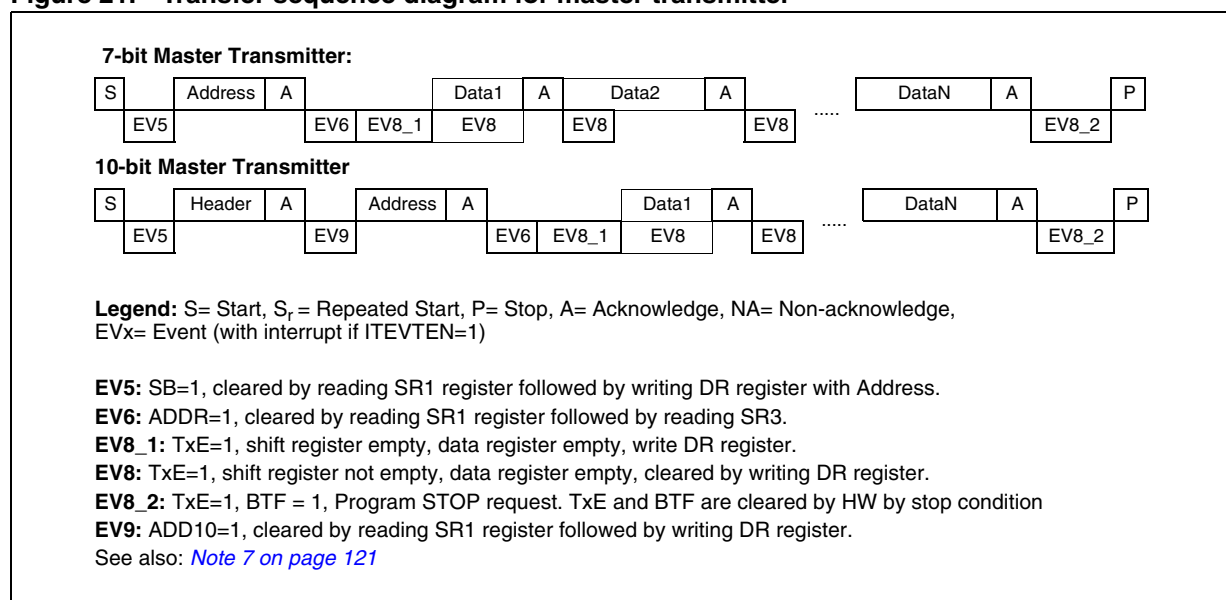 Figure 21. Transfer sequence diagram for master transmitter
7-bit Master Transmitter:
S Address A Data1 A Data2 A DataN A P
EV5 EV6 EV8_1 EV8 EV8 EV8 ..... EV8_2
10-bit Master Transmitter
S Header A Address A Data1 A DataN A P
EV5 EV9 EV6 EV8_1 EV8 EV8 ..... EV8_2
Legend: S= Start, Sr = Repeated Start, P= Stop, A= Acknowledge, NA= Non-acknowledge,
EVx= Event (with interrupt if ITEVTEN=1)
EV5: SB=1, cleared by reading SR1 register followed by writing DR register with Address.
EV6: ADDR=1, cleared by reading SR1 register followed by reading SR3.
EV8_1: TxE=1, shift register empty, data register empty, write DR register.
EV8: TxE=1, shift register not empty, data register empty, cleared by writing DR register.
EV8_2: TxE=1, BTF = 1, Program STOP request. TxE and BTF are cleared by HW by stop condition
EV9: ADD10=1, cleared by reading SR1 register followed by writing DR register.
See also: Note 7 on page 121